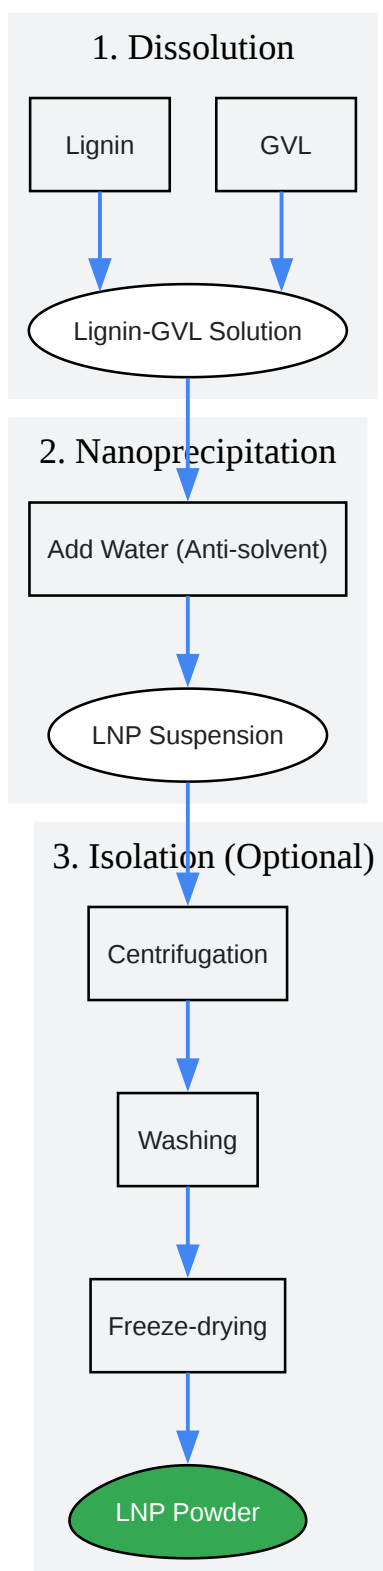 1. Dissolution
Lignin
GVL
Lignin-GVL Solution
2. Nanoprecipitation
Add Water (Anti-solvent)
LNP Suspension
3. Isolation (Optional)
Centrifugation
Washing
Freeze-drying
LNP Powder